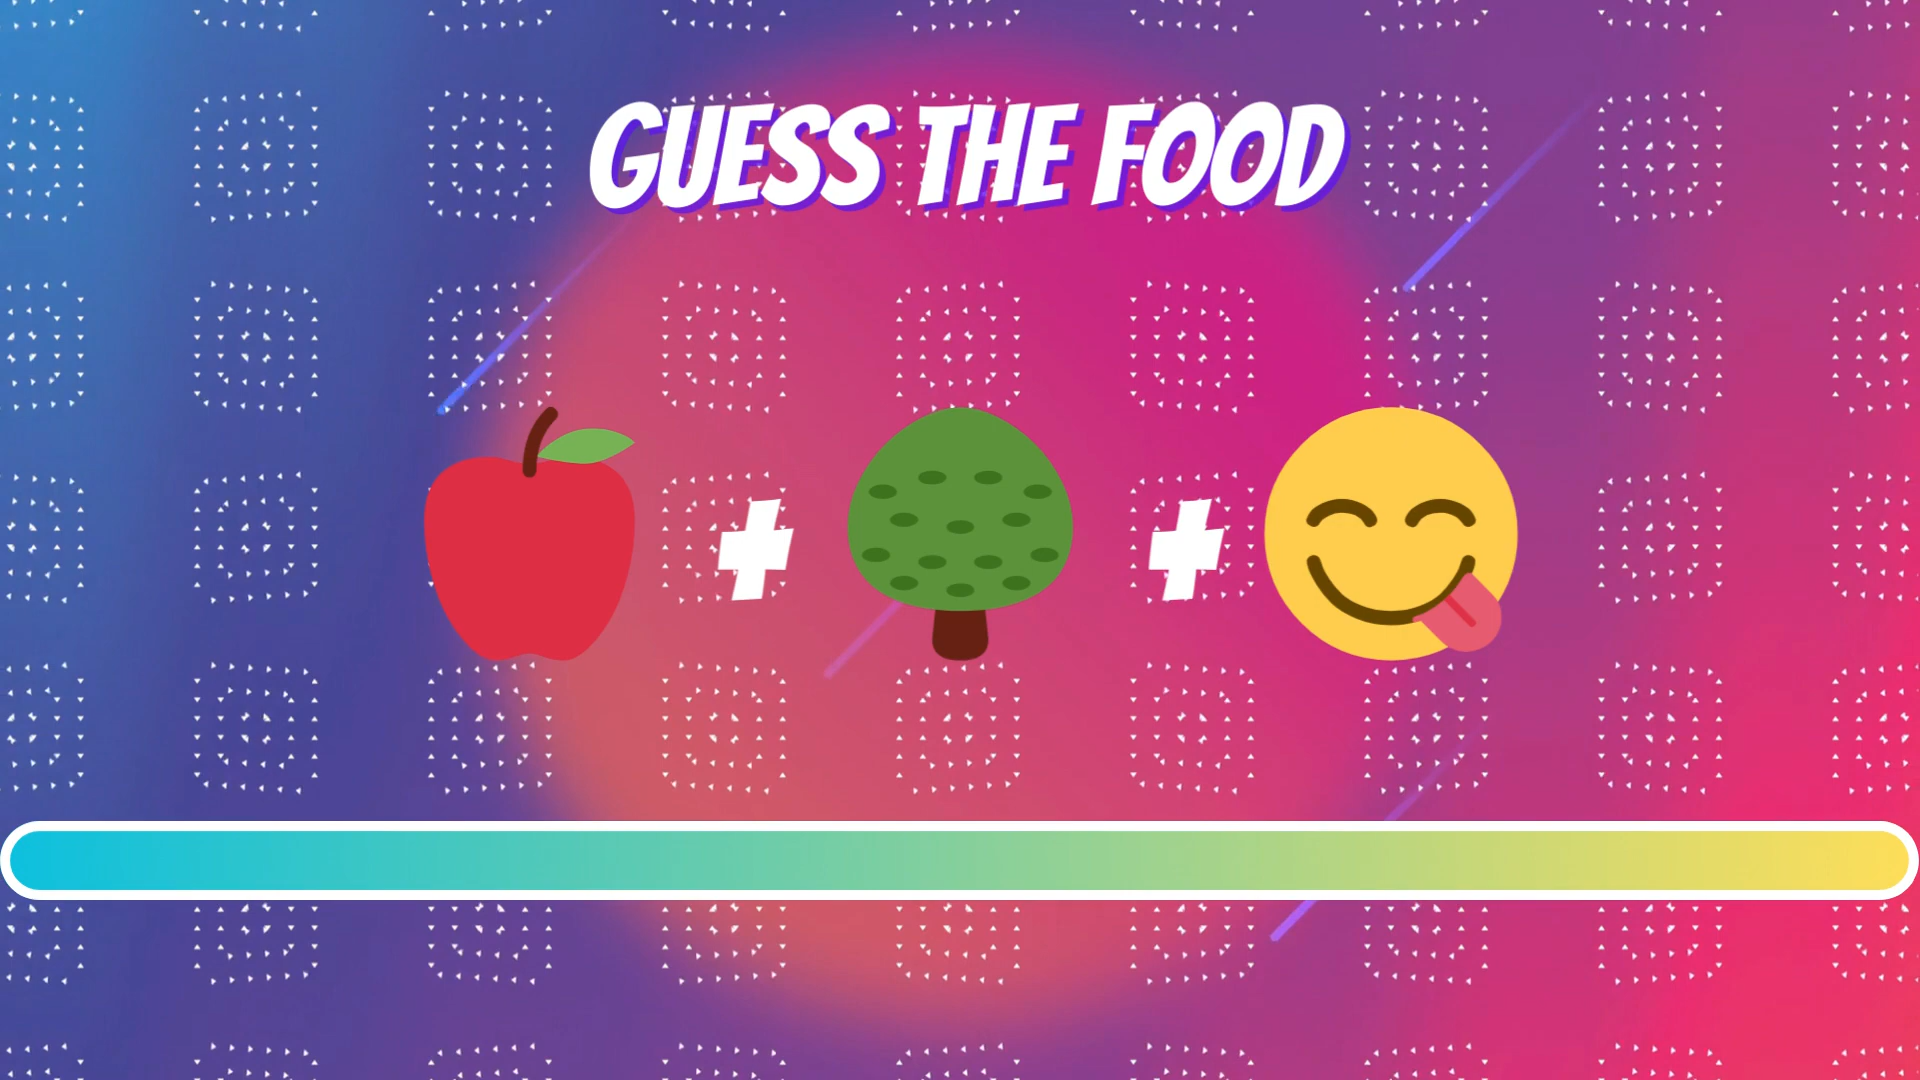 GUESS THE FOOD
+ +